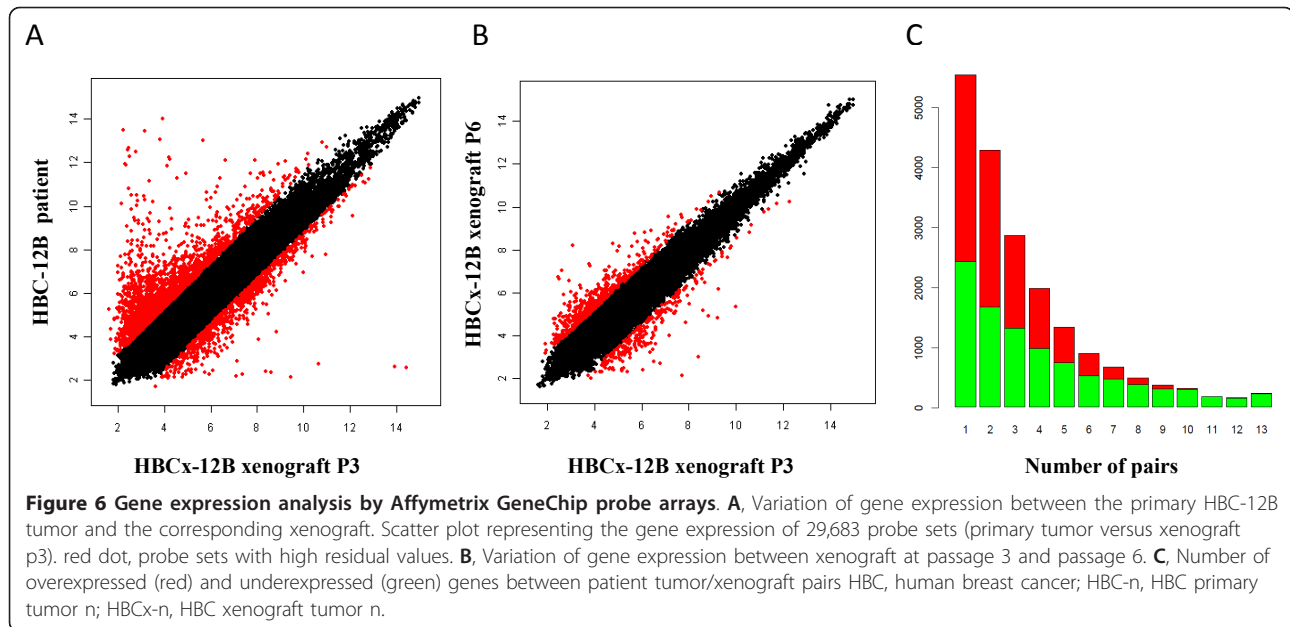 A
B
C
HBC-12B patient
14
12
10
8
6
4
2
2 4 6 8 10 12 14
HBCx-12B xenograft P3
HBCx-12B xenograft P6
14
12
10
8
6
4
2
2 4 6 8 10 12 14
HBCx-12B xenograft P3
5000
4000
3000
2000
1000
0
1 2 3 4 5 6 7 8 9 10 11 12 13
Number of pairs
Figure 6 Gene expression analysis by Affymetrix GeneChip probe arrays. A, Variation of gene expression between the primary HBC-12B
tumor and the corresponding xenograft. Scatter plot representing the gene expression of 29,683 probe sets (primary tumor versus xenograft
p3). red dot, probe sets with high residual values. B, Variation of gene expression between xenograft at passage 3 and passage 6. C, Number of
overexpressed (red) and underexpressed (green) genes between patient tumor/xenograft pairs HBC, human breast cancer; HBC-n, HBC primary
tumor n; HBCx-n, HBC xenograft tumor n.